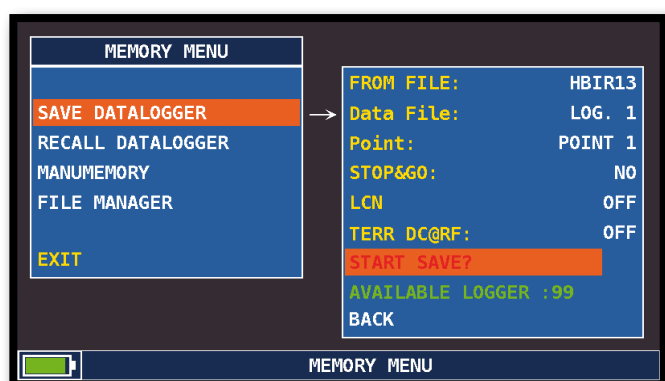 MEMORY MENU
SAVE DATALOGGER
RECALL DATALOGGER
MANUMEMORY
FILE MANAGER
EXIT
FROM FILE: HBIR13
Data File: LOG. 1
Point: POINT 1
STOP&GO: NO
LCN OFF
TERR DC@RF: OFF
START SAVE?
AVAILABLE LOGGER :99
BACK
MEMORY MENU